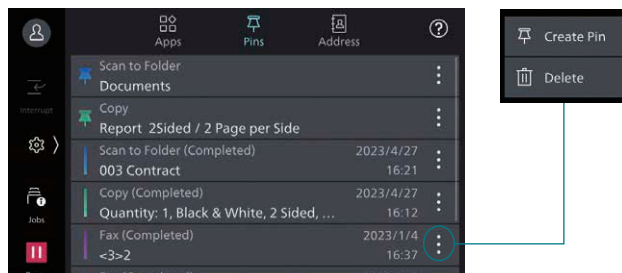 Apps
Pins
Address
Scan to Folder
Documents
Interrupt
Copy
Report 2Sided / 2 Page per Side
Scan to Folder (Completed) 2023/4/27
003 Contract 16:21
Copy (Completed) 2023/4/27
Quantity: 1, Black & White, 2 Sided, ... 16:12
Jobs
Fax (Completed) 2023/1/4
<3>2 16:37
Create Pin
Delete